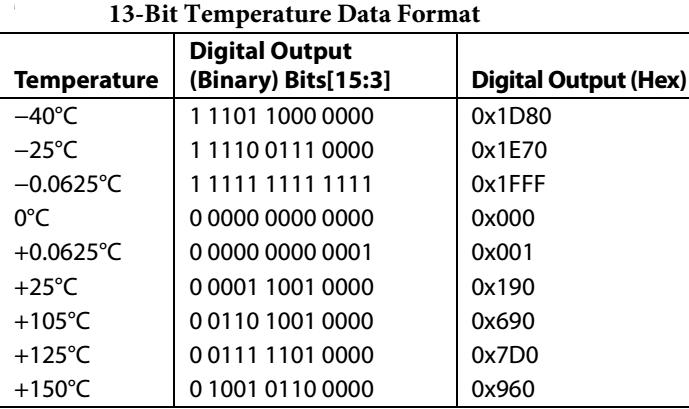 13-Bit Temperature Data Format
Digital Output
Temperature (Binary) Bits[15:3] Digital Output (Hex)
−40°C 1 1101 1000 0000 0x1D80
−25°C 1 1110 0111 0000 0x1E70
−0.0625°C 1 1111 1111 1111 0x1FFF
0°C 0 0000 0000 0000 0x000
+0.0625°C 0 0000 0000 0001 0x001
+25°C 0 0001 1001 0000 0x190
+105°C 0 0110 1001 0000 0x690
+125°C 0 0111 1101 0000 0x7D0
+150°C 0 1001 0110 0000 0x960